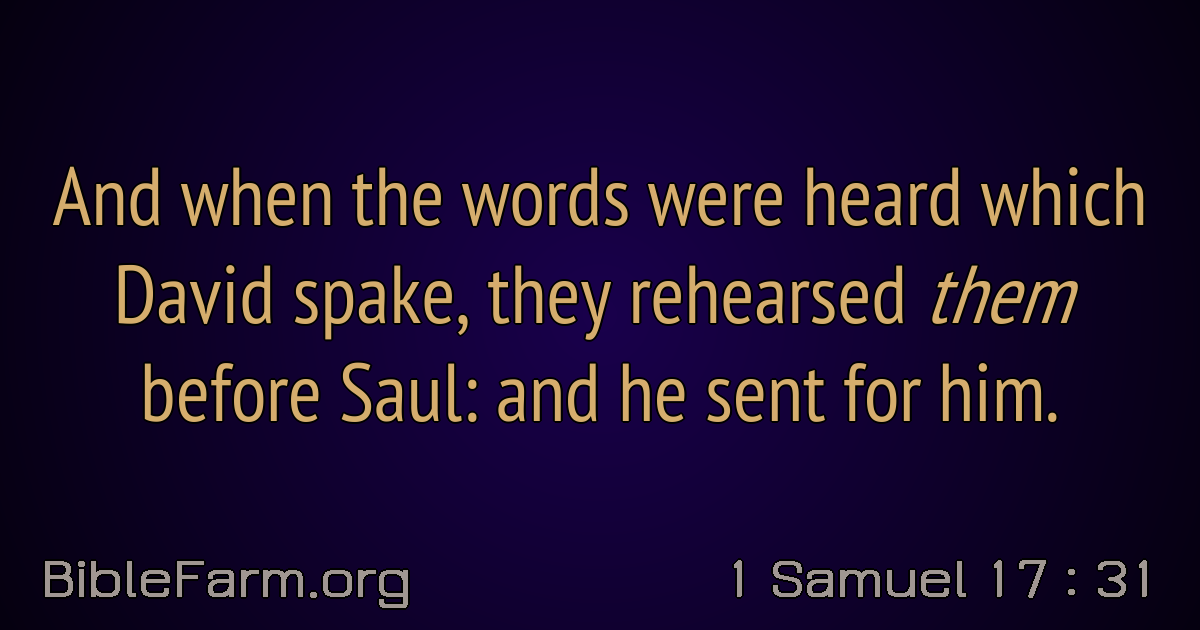 And when the words were heard which
David spake, they rehearsed them
before Saul: and he sent for him.
BibleFarm.org
1 Samuel 17 : 31